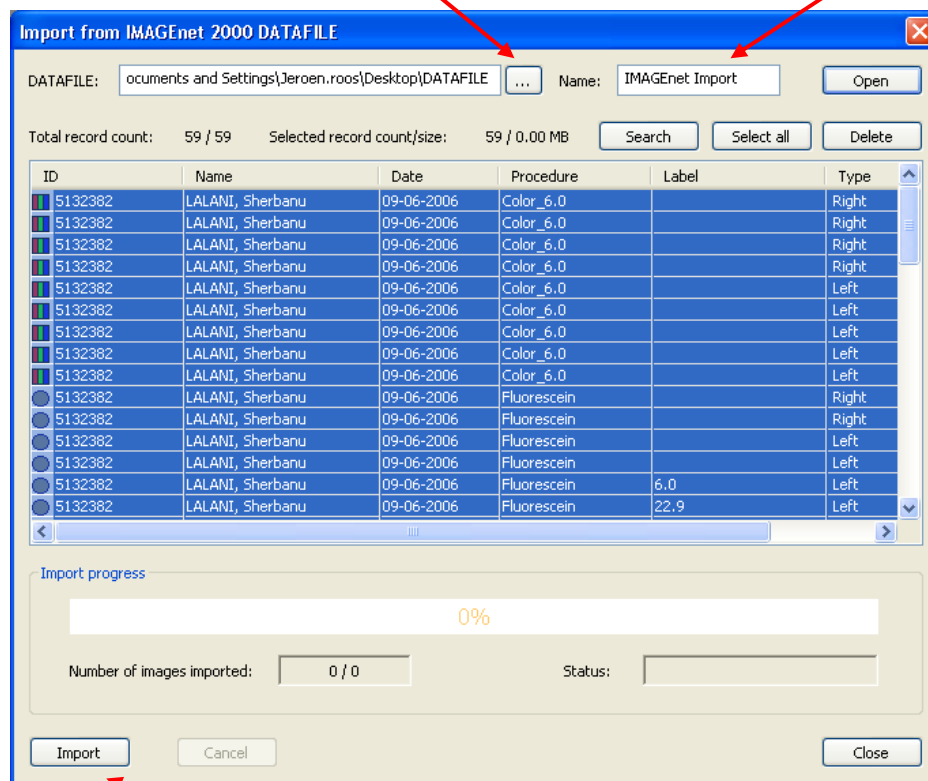 Import from IMAGEnet 2000 DATAFILE
DATAFILE: ocuments and Settings\Jeroen.roos\Desktop\DATAFILE ... Name: IMAGEnet Import Open
Total record count: 59 / 59 Selected record count/size: 59 / 0.00 MB Search Select all Delete
ID Name Date Procedure Label Type
5132382 LALANI, Sherbanu 09-06-2006 Color_6.0 Right
5132382 LALANI, Sherbanu 09-06-2006 Color_6.0 Right
5132382 LALANI, Sherbanu 09-06-2006 Color_6.0 Right
5132382 LALANI, Sherbanu 09-06-2006 Color_6.0 Right
5132382 LALANI, Sherbanu 09-06-2006 Color_6.0 Left
5132382 LALANI, Sherbanu 09-06-2006 Color_6.0 Left
5132382 LALANI, Sherbanu 09-06-2006 Color_6.0 Left
5132382 LALANI, Sherbanu 09-06-2006 Color_6.0 Left
5132382 LALANI, Sherbanu 09-06-2006 Color_6.0 Left
5132382 LALANI, Sherbanu 09-06-2006 Fluorescein Right
5132382 LALANI, Sherbanu 09-06-2006 Fluorescein Right
5132382 LALANI, Sherbanu 09-06-2006 Fluorescein Left
5132382 LALANI, Sherbanu 09-06-2006 Fluorescein Left
5132382 LALANI, Sherbanu 09-06-2006 Fluorescein 6.0 Left
5132382 LALANI, Sherbanu 09-06-2006 Fluorescein 22.9 Left
Import progress
0%
Number of images imported: 0 / 0 Status:
Import Cancel Close